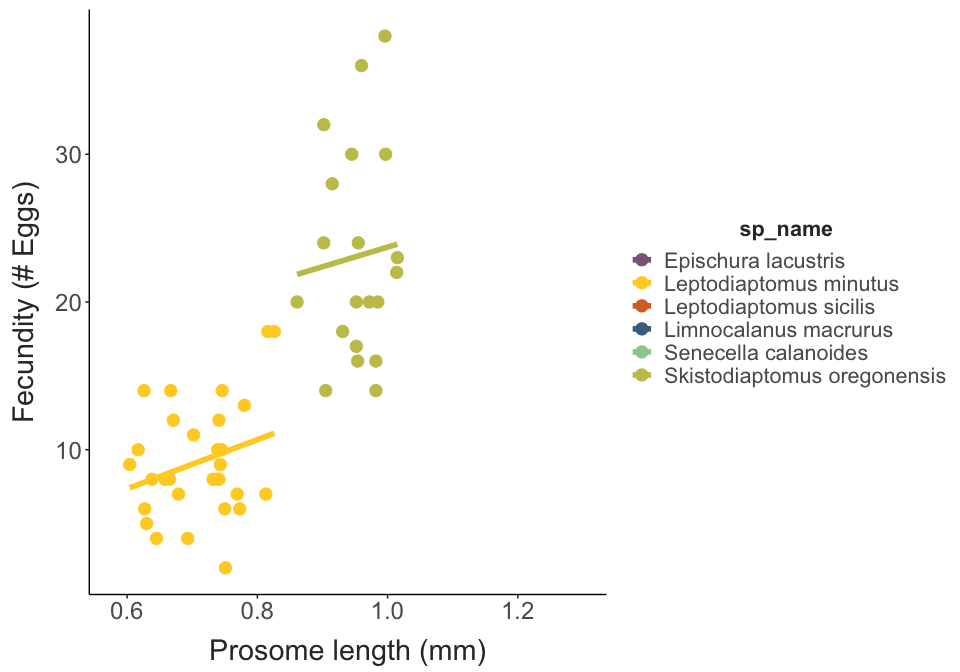 Fecundity (# Eggs)
30
20
10
0.6 0.8 1.0 1.2
Prosome length (mm)
sp_name
Epischura lacustris
Leptodiaptomus minutus
Leptodiaptomus sicilis
Limnocalanus macrurus
Senecella calanoides
Skistodiaptomus oregonensis